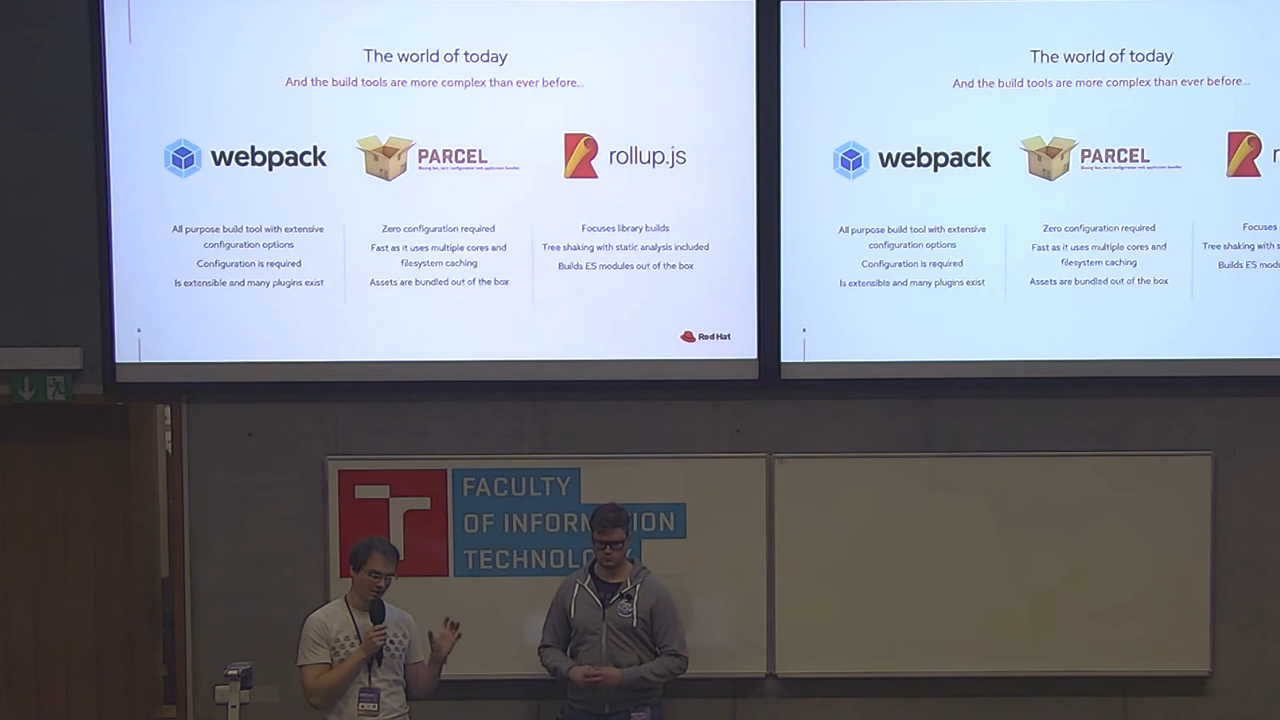 The world of today
And the build tools are more complex than ever before...
webpack
PARCEL
rollup.js
All purpose build tool with extensive
configuration options
Configuration is required
Is extensible and many plugins exist
Zero configuration required
Fast as it uses multiple cores and
filesystem caching
Assets are bundled out of the box
Focuses library builds
Tree shaking with static analysis included
Builds ES modules out of the box
Red Hat
The world of today
And the build tools are more complex than ever before...
webpack
PARCEL
All purpose build tool with extensive
configuration options
Configuration is required
Is extensible and many plugins exist
Zero configuration required
Fast as it uses multiple cores and
filesystem caching
Assets are bundled out of the box
Focuses
Tree shaking with
Builds ES
FACULTY
OF INFORMATION
TECHNOLOGY